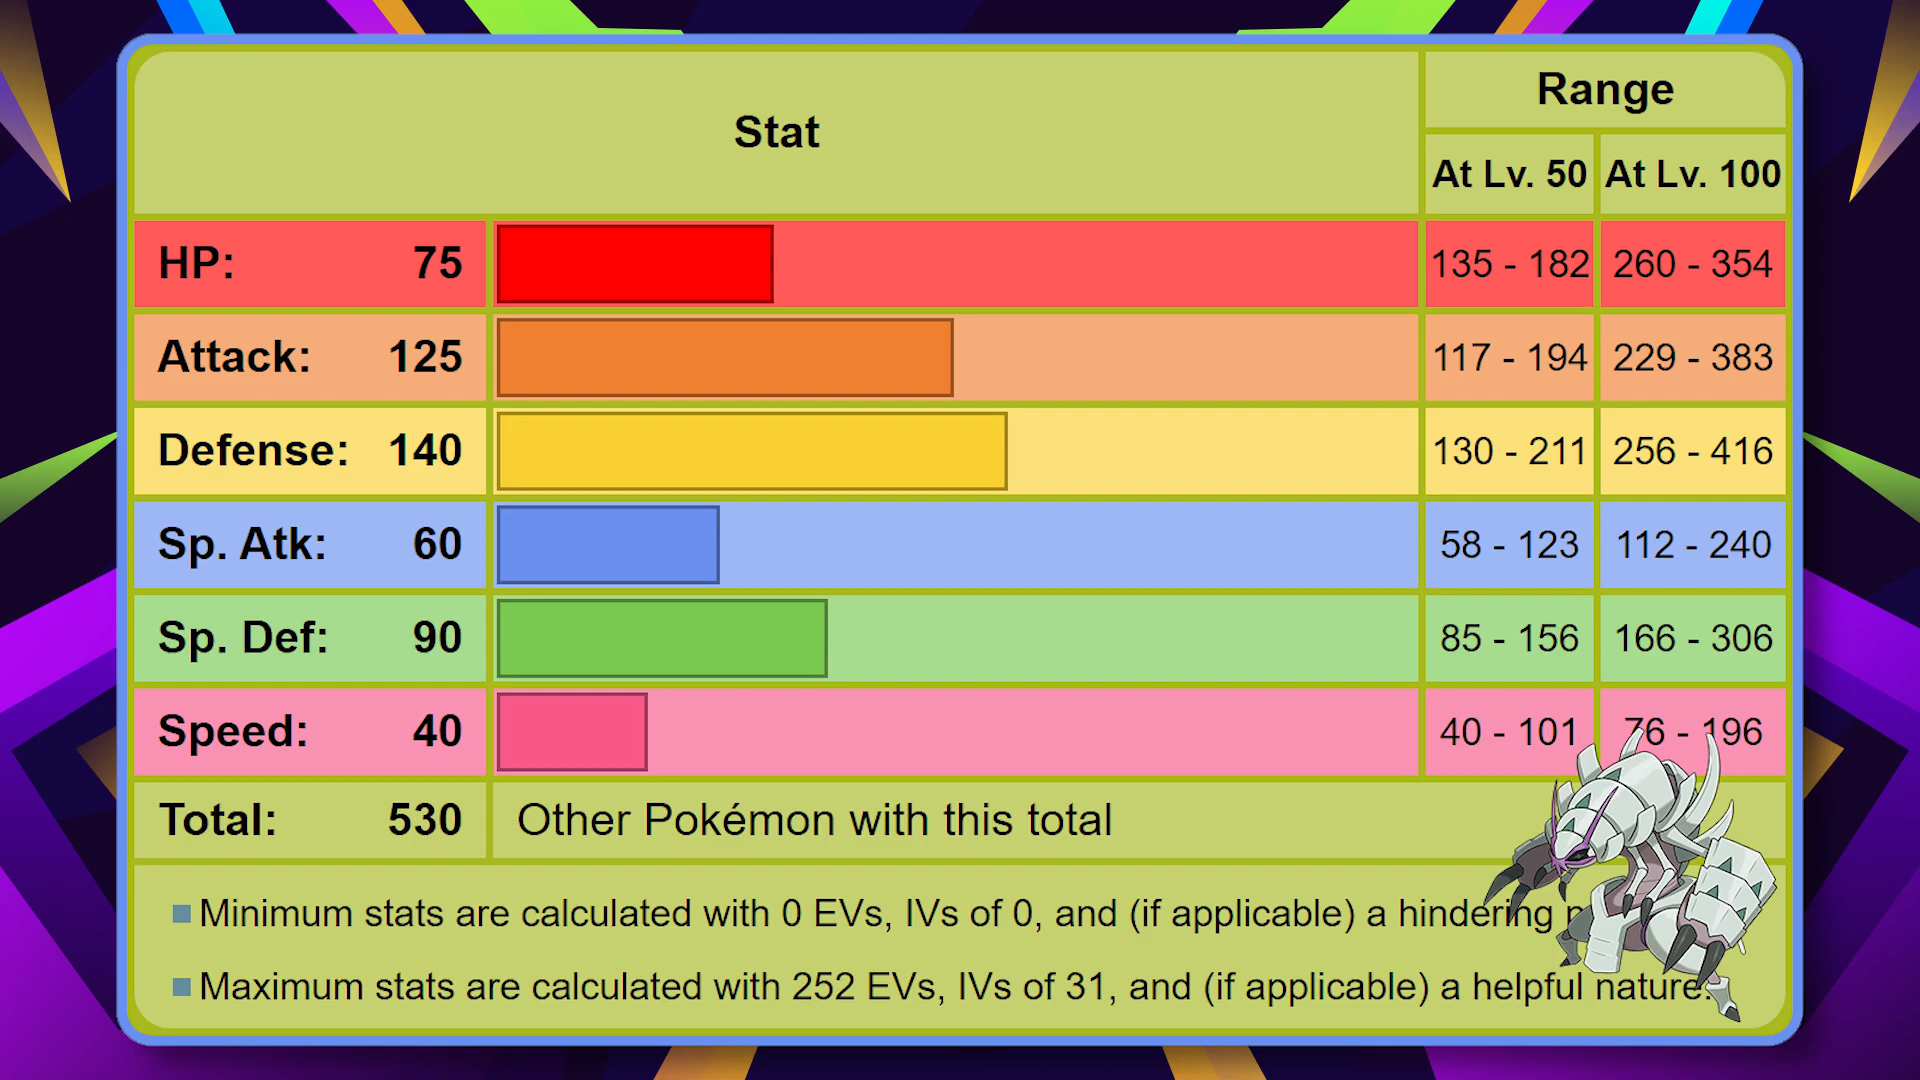 Stat
Range
At Lv. 50 At Lv. 100
HP: 75 135 - 182 260 - 354
Attack: 125 117 - 194 229 - 383
Defense: 140 130 - 211 256 - 416
Sp. Atk: 60 58 - 123 112 - 240
Sp. Def: 90 85 - 156 166 - 306
Speed: 40 40 - 101 76 - 196
Total: 530 Other Pokémon with this total
Minimum stats are calculated with 0 EVs, IVs of 0, and (if applicable) a hindering
Maximum stats are calculated with 252 EVs, IVs of 31, and (if applicable) a helpful nature.